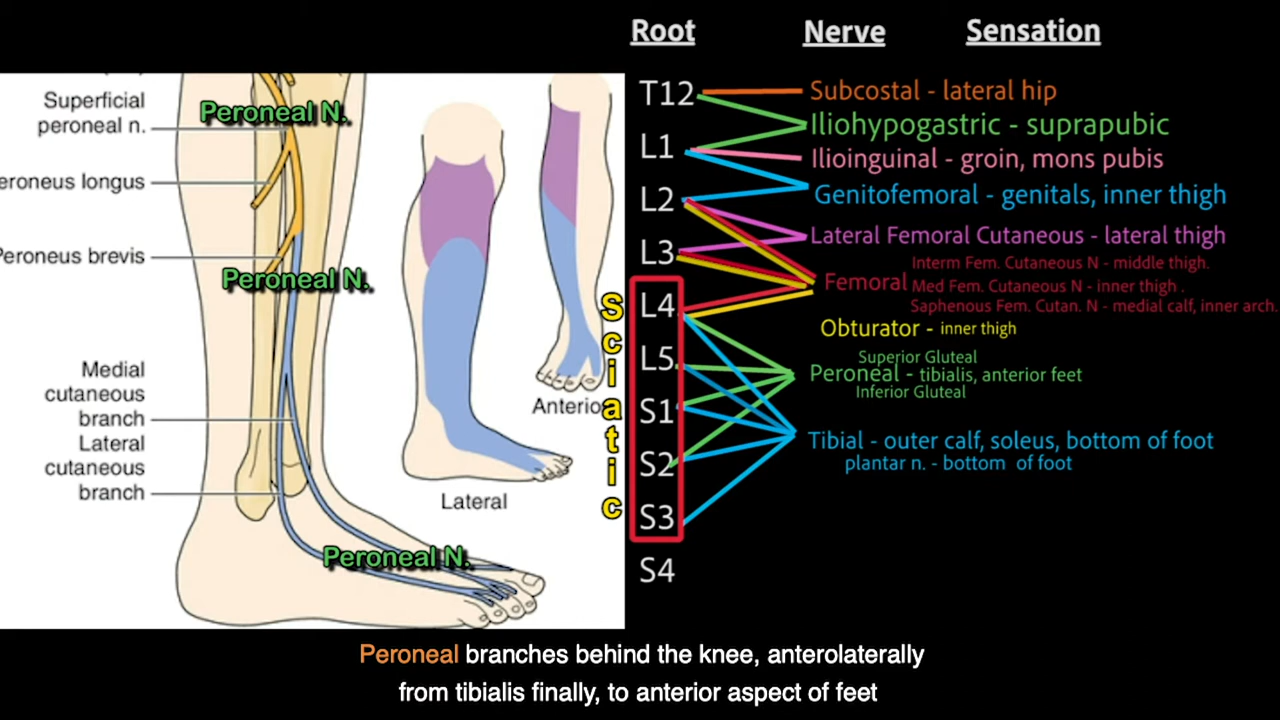 Root Nerve Sensation
Superficial
peroneal n.
Peroneal N.
eroneus longus
Peroneus brevis
Peroneal N.
Medial
cutaneous
branch
Lateral
cutaneous
branch
Peroneal N.
Lateral
Anterio
Sciatic
T12
L1
L2
L3
L4
L5
S1
S2
S3
S4
Subcostal - lateral hip
Iliohypogastric - suprapubic
Ilioinguinal - groin, mons pubis
Genitofemoral - genitals, inner thigh
Lateral Femoral Cutaneous - lateral thigh
Interm Fem. Cutaneous N - middle thigh.
Femoral Med Fem. Cutaneous N - inner thigh .
Saphenous Fem. Cutan. N - medial calf, inner arch.
Obturator - inner thigh
Superior Gluteal
Peroneal - tibialis, anterior feet
Inferior Gluteal
Tibial - outer calf, soleus, bottom of foot
plantar n. - bottom of foot
Peroneal branches behind the knee, anterolaterally
from tibialis finally, to anterior aspect of feet